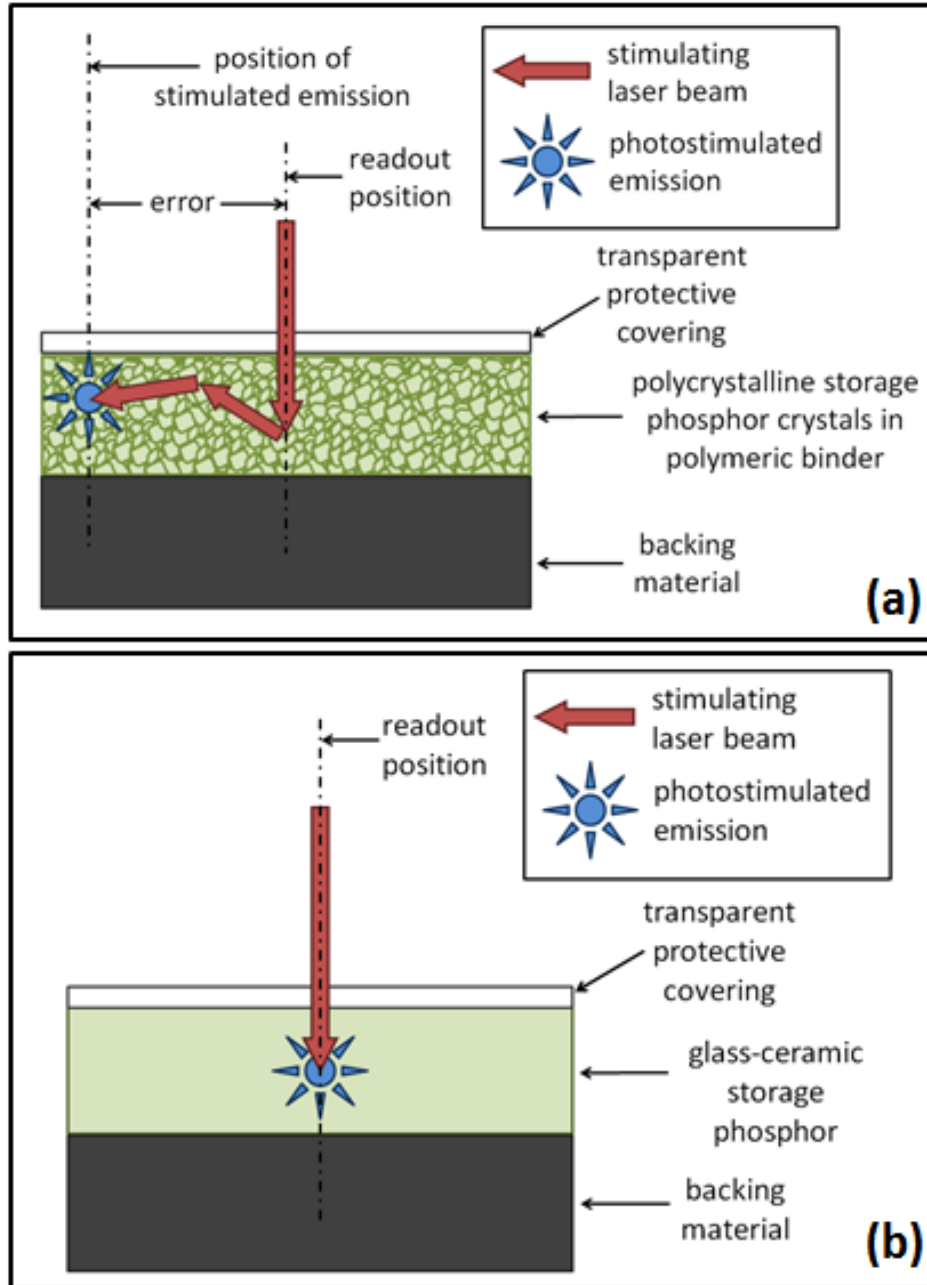 position of
stimulated emission
readout
position
error
stimulating
laser beam
photostimulated
emission
transparent
protective
covering
polycrystalline storage
phosphor crystals in
polymeric binder
backing
material
(a)
readout
position
stimulating
laser beam
photostimulated
emission
transparent
protective
covering
glass-ceramic
storage
phosphor
backing
material
(b)